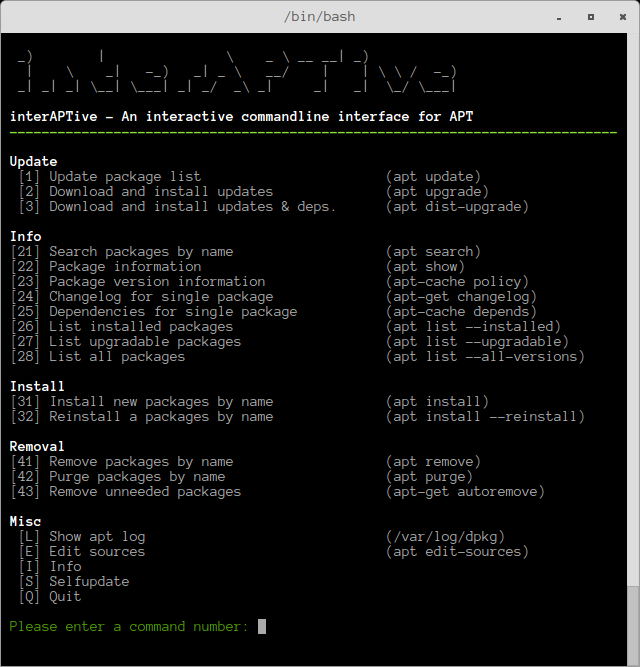 /bin/bash
interAPTive
interAPTive - An interactive commandline interface for APT
Update
[1] Update package list (apt update)
[2] Download and install updates (apt upgrade)
[3] Download and install updates & deps. (apt dist-upgrade)
Info
[21] Search packages by name (apt search)
[22] Package information (apt show)
[23] Package version information (apt-cache policy)
[24] Changelog for single package (apt-get changelog)
[25] Dependencies for single package (apt-cache depends)
[26] List installed packages (apt list --installed)
[27] List upgradable packages (apt list --upgradable)
[28] List all packages (apt list --all-versions)
Install
[31] Install new packages by name (apt install)
[32] Reinstall a packages by name (apt install --reinstall)
Removal
[41] Remove packages by name (apt remove)
[42] Purge packages by name (apt purge)
[43] Remove unneeded packages (apt-get autoremove)
Misc
[L] Show apt log (/var/log/dpkg)
[E] Edit sources (apt edit-sources)
[I] Info
[S] Selfupdate
[Q] Quit
Please enter a command number: